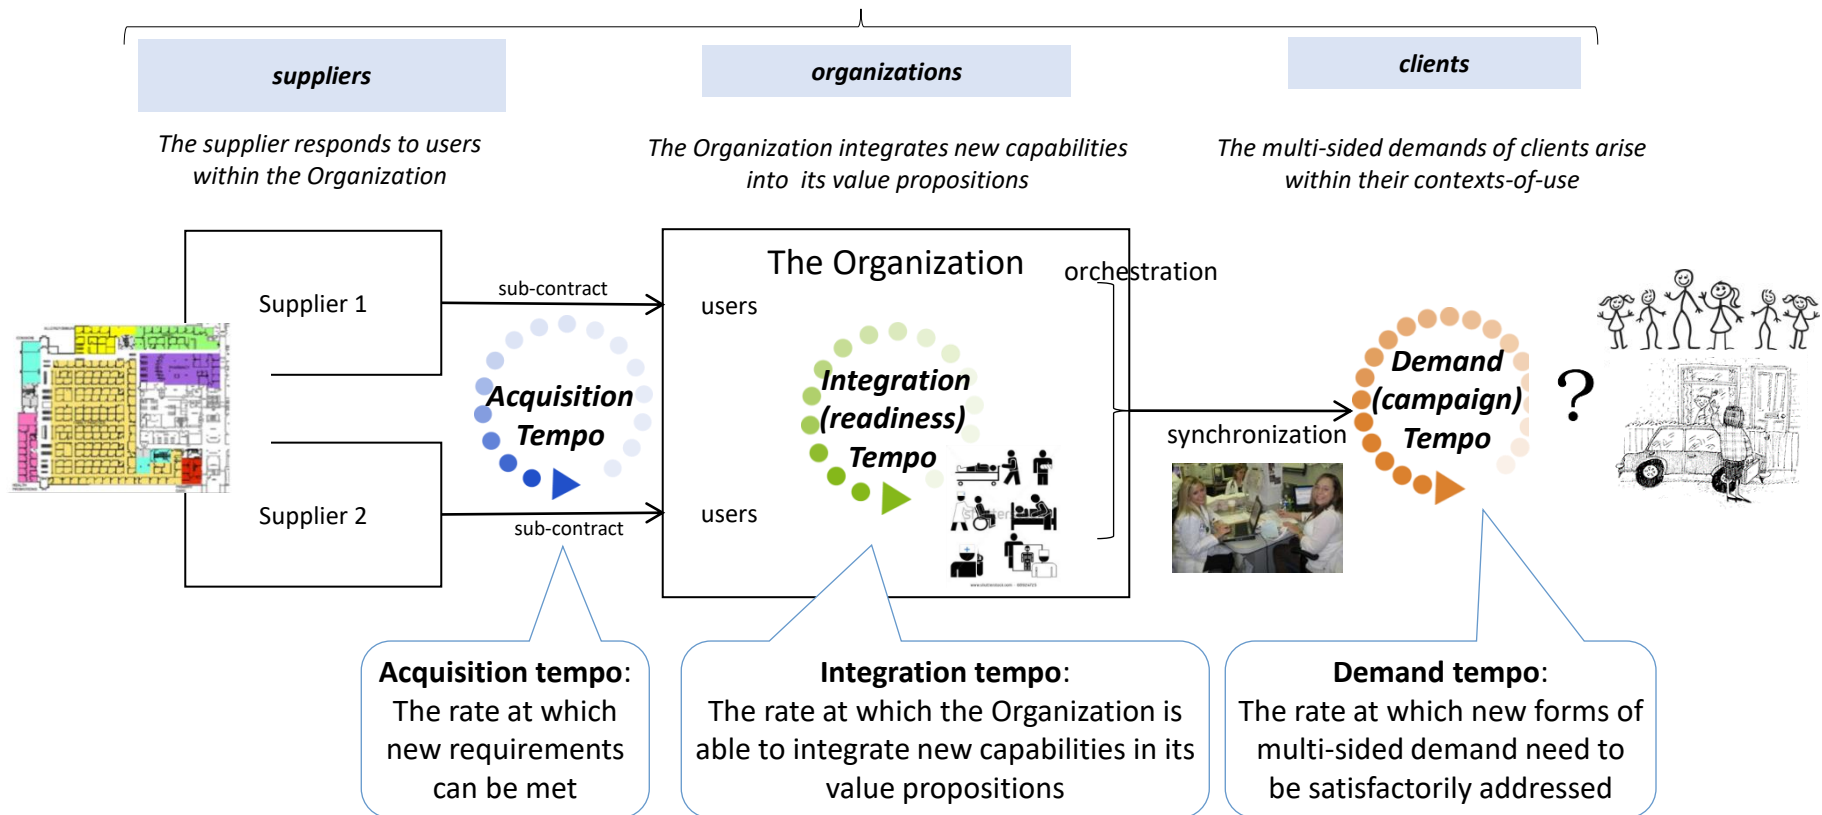 suppliers
organizations
clients
The supplier responds to users
within the Organization
The Organization integrates new capabilities
into its value propositions
The multi-sided demands of clients arise
within their contexts-of-use
Supplier 1
sub-contract
The Organization
orchestration
users
Acquisition
Tempo
Integration
(readiness)
Tempo
Demand
(campaign)
Tempo
?
synchronization
Supplier 2
sub-contract
users
Acquisition tempo:
The rate at which
new requirements
can be met
Integration tempo:
The rate at which the Organization is
able to integrate new capabilities in its
value propositions
Demand tempo:
The rate at which new forms of
multi-sided demand need to
be satisfactorily addressed